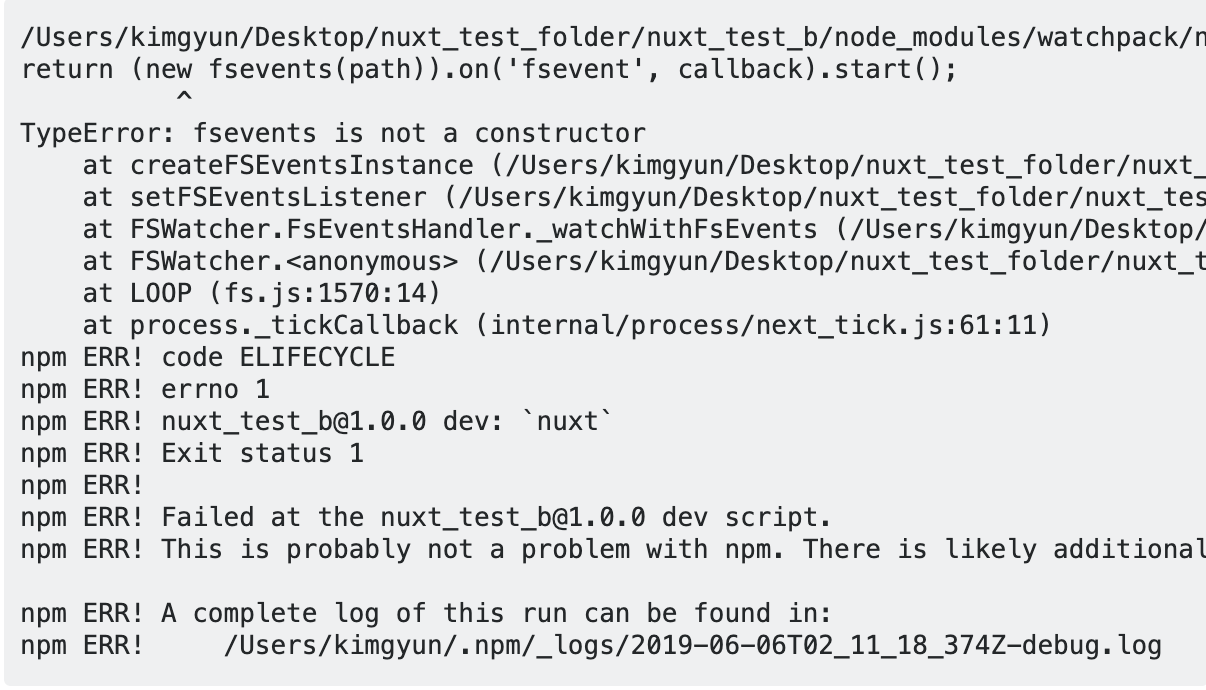 /Users/kimgyun/Desktop/nuxt_test_folder/nuxt_test_b/node_modules/watchpack/n
return (new fsevents(path)).on('fsevent', callback).start();
^
TypeError: fsevents is not a constructor
at createFSEventsInstance (/Users/kimgyun/Desktop/nuxt_test_folder/nuxt_
at setFSEventsListener (/Users/kimgyun/Desktop/nuxt_test_folder/nuxt_tes
at FSWatcher.FsEventsHandler._watchWithFsEvents (/Users/kimgyun/Desktop/
at FSWatcher.<anonymous> (/Users/kimgyun/Desktop/nuxt_test_folder/nuxt_t
at LOOP (fs.js:1570:14)
at process._tickCallback (internal/process/next_tick.js:61:11)
npm ERR! code ELIFECYCLE
npm ERR! errno 1
npm ERR! nuxt_test_b@1.0.0 dev: `nuxt`
npm ERR! Exit status 1
npm ERR!
npm ERR! Failed at the nuxt_test_b@1.0.0 dev script.
npm ERR! This is probably not a problem with npm. There is likely additional
npm ERR! A complete log of this run can be found in:
npm ERR! /Users/kimgyun/.npm/_logs/2019-06-06T02_11_18_374Z-debug.log